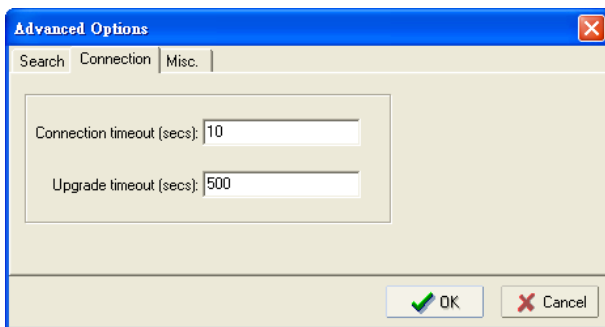 Advanced Options
Search Connection Misc.
Connection timeout (secs): 10
Upgrade timeout (secs): 500
OK Cancel